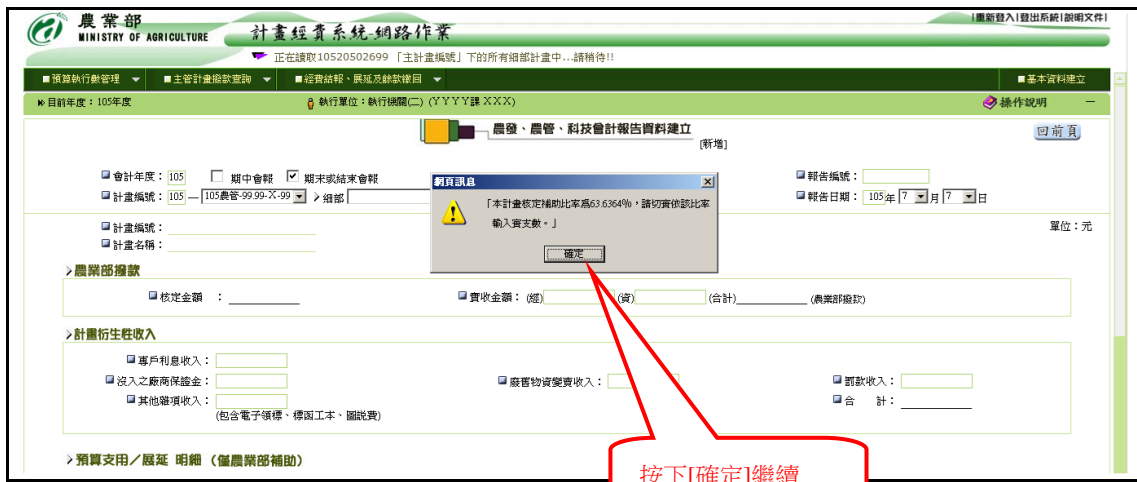 農業部
MINISTRY OF AGRICULTURE
計畫經費系統-網路作業
|重新登入|登出系統|說明文件|
正在讀取10520502699 「主計畫編號」下的所有細部計畫中...請稍待!!
■預算執行數管理 ■主管計畫撥款查詢 ■經費結報、展延及餘款繳回 ■基本資料建立
目前年度：105年度 執行單位：執行機關(二) (YYYY課 XXX) 操作說明
農發、農管、科技會計報告資料建立
[新增]
回前頁
會計年度： 105 期中會報 期末或結束會報 報告編號：
計畫編號： 105 — 105農管-99.99-X-99 細部 報告日期： 105 年 7 月 7 日
網頁訊息
「本計畫核定補助比率為63.6364%，請切實依該比率
輸入實支數。」
確定
計畫編號： 單位：元
計畫名稱：
農業部撥款
核定金額 ： 實收金額： (經) (資) (合計) (農業部撥款)
計畫衍生性收入
專戶利息收入：
沒入之廠商保證金： 廢舊物資變賣收入： 罰款收入：
其他雜項收入： 合 計：
(包含電子領標、標函工本、圖說費)
預算支用／展延 明細 （僅農業部補助）
按下[確定]繼續